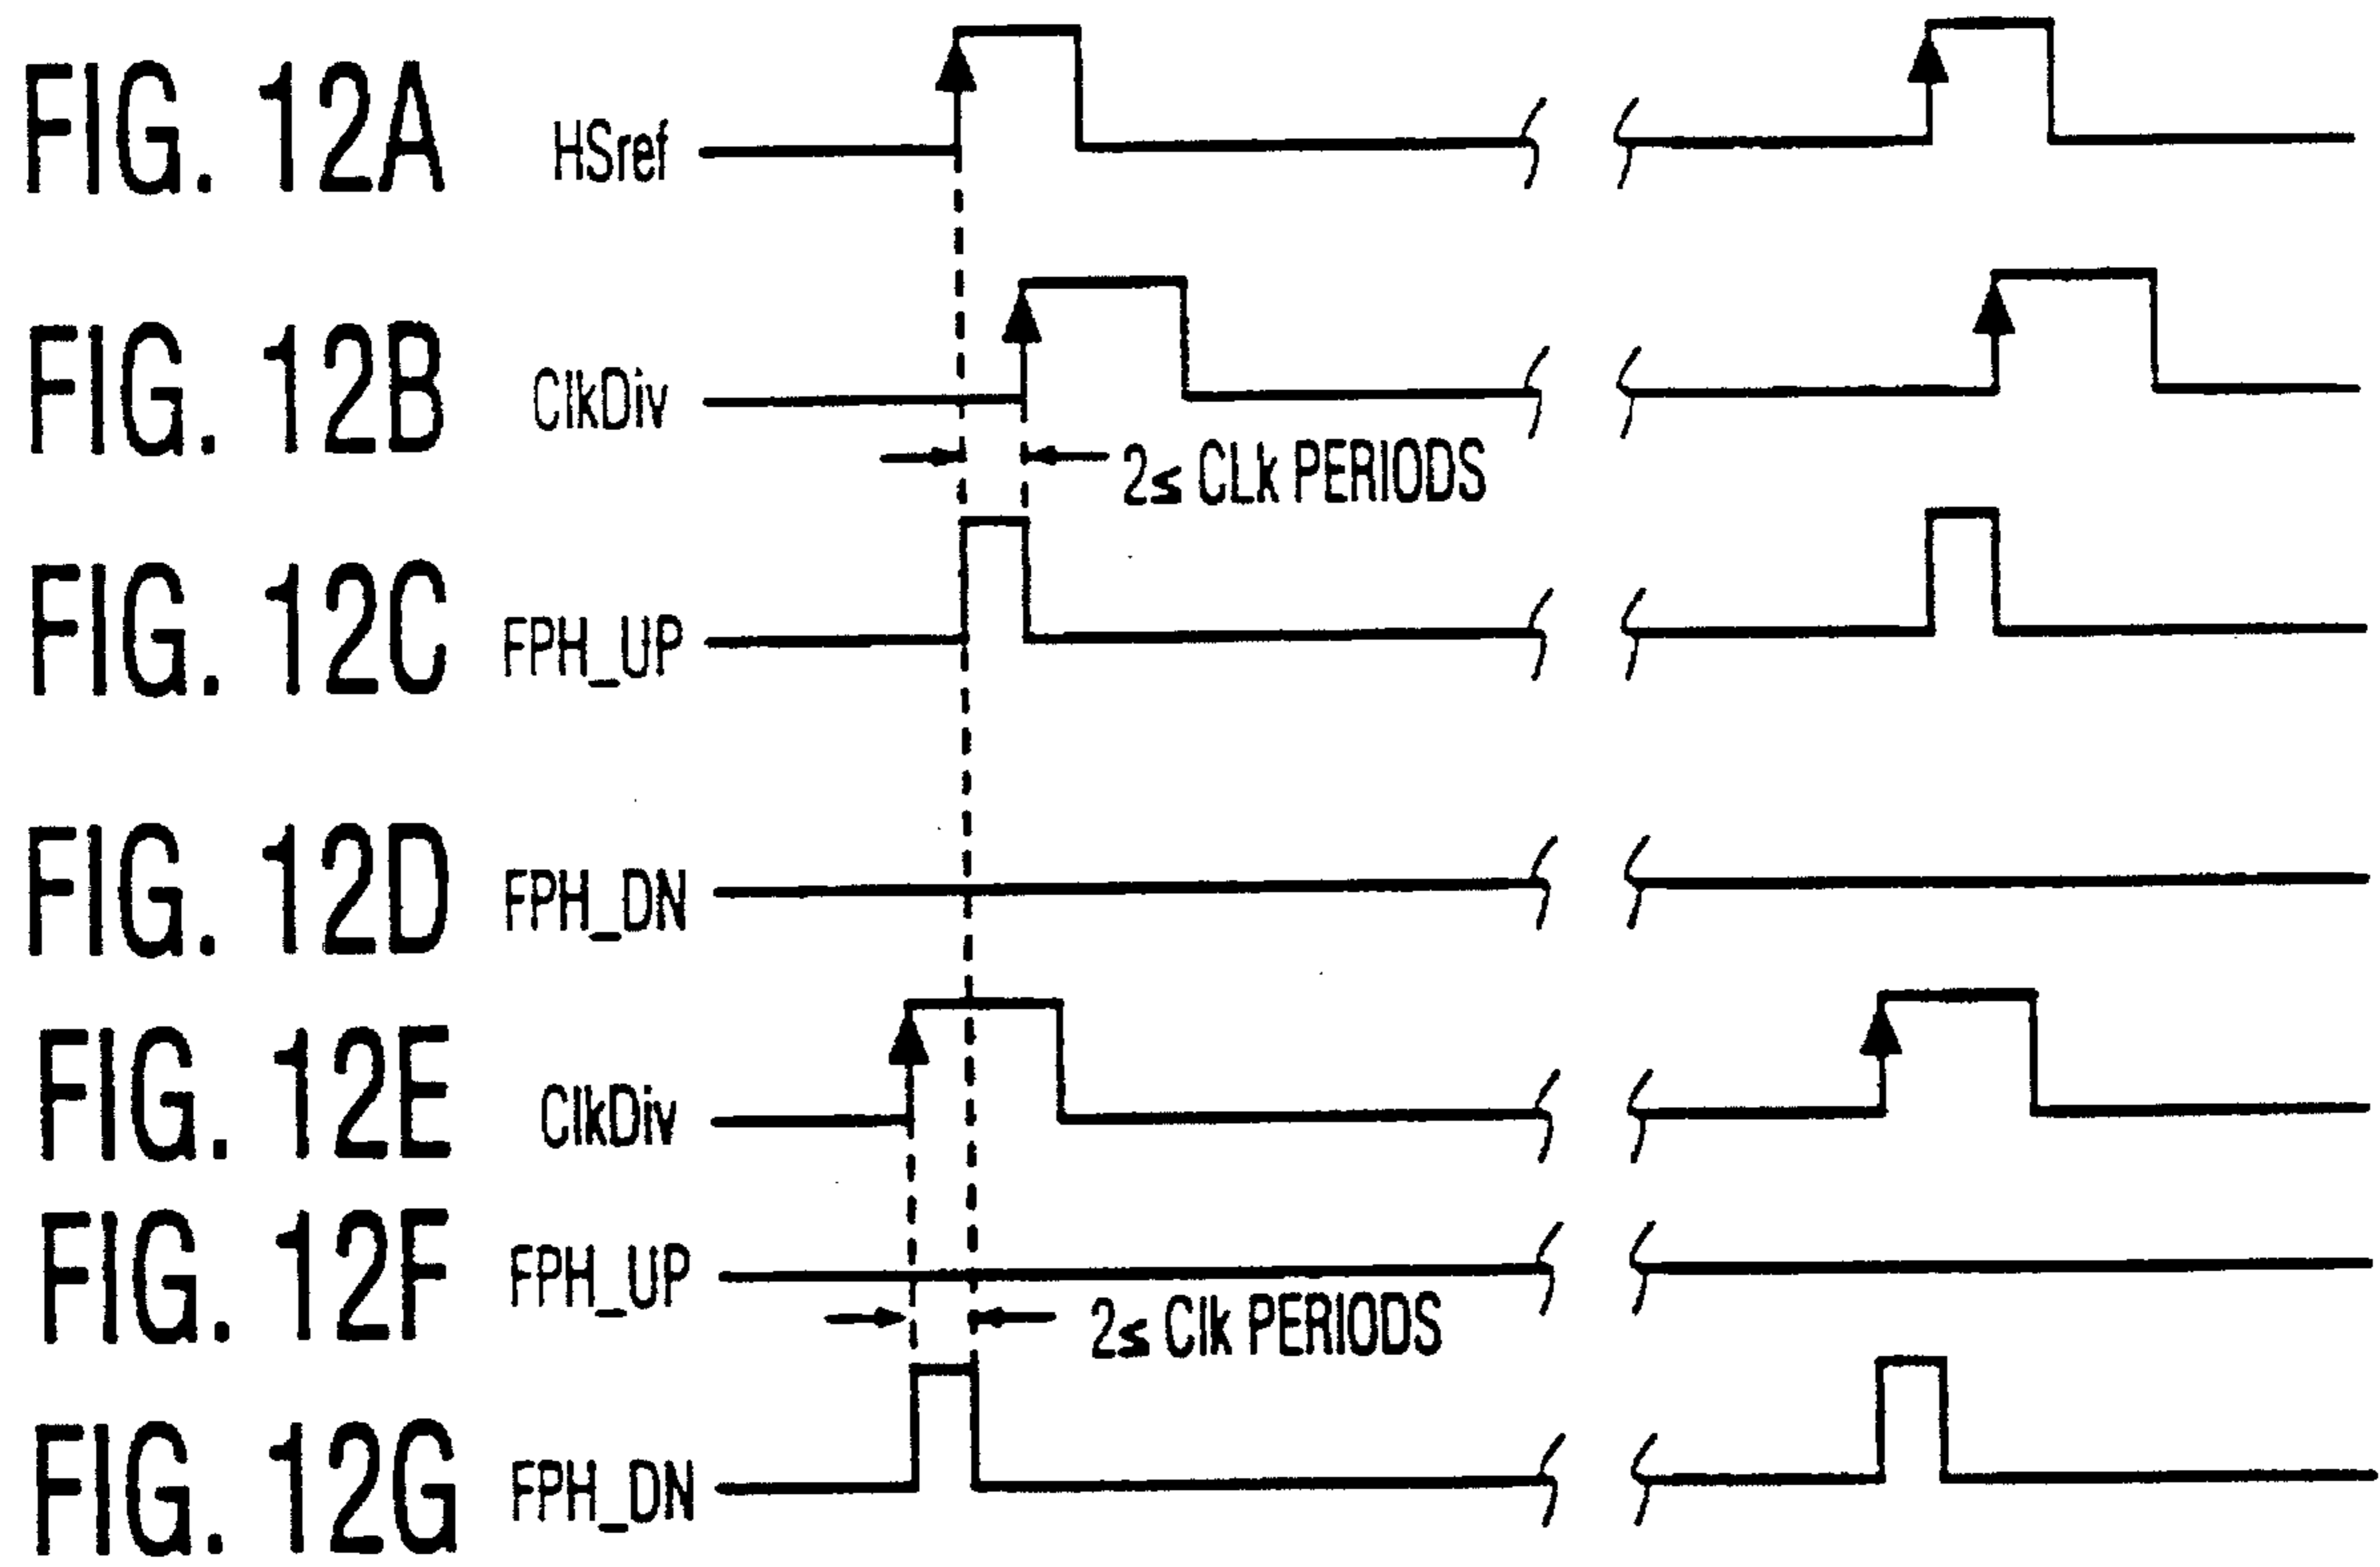 FIG. 12A HSref
FIG. 12B ClkDiv
2≤ CLk PERIODS
FIG. 12C FPH_UP
FIG. 12D FPH_DN
FIG. 12E ClkDiv
FIG. 12F FPH_UP
2≤ Clk PERIODS
FIG. 12G FPH_DN